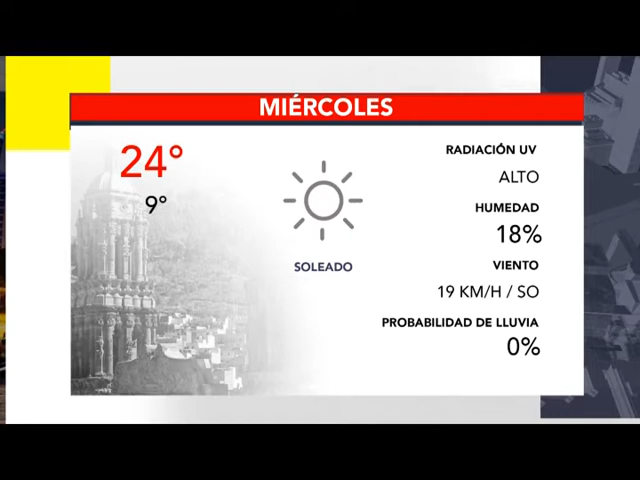 MIÉRCOLES
24°
9°
SOLEADO
RADIACIÓN UV
ALTO
HUMEDAD
18%
VIENTO
19 KM/H / SO
PROBABILIDAD DE LLUVIA
0%